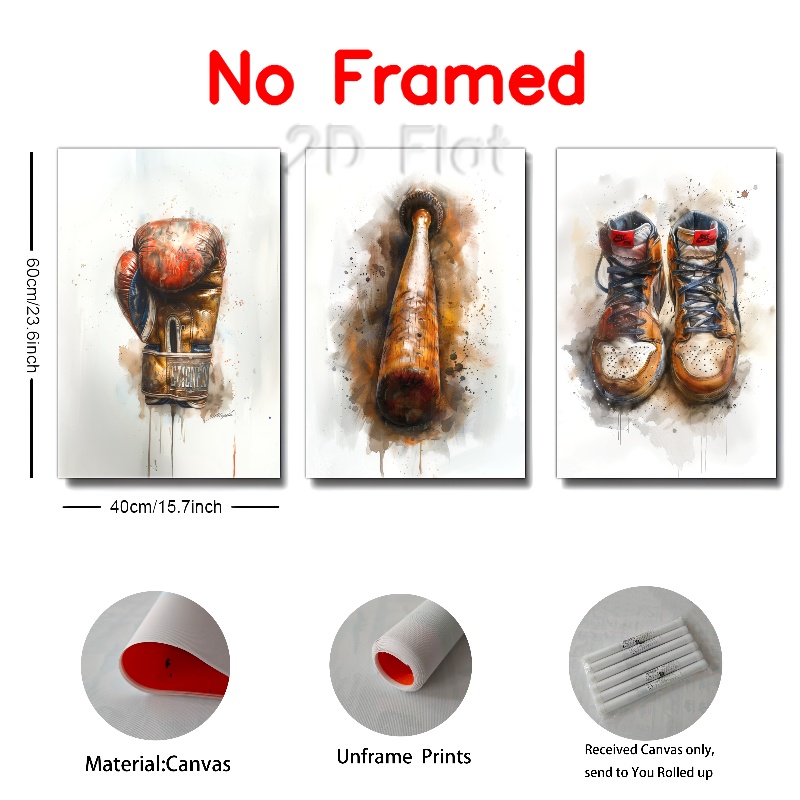 No Framed
2D Flat
60cm/23.6inch
40cm/15.7inch
Material:Canvas
Unframe Prints
Received Canvas only,
send to You Rolled up